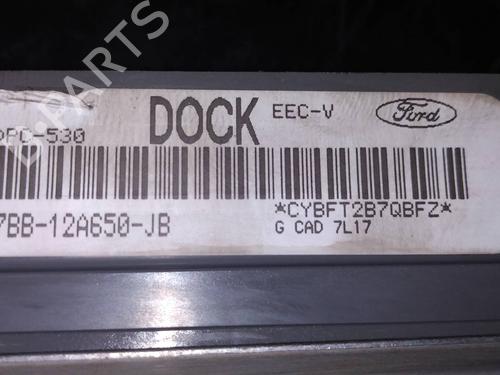 DOCK EEC-V Ford
PC-530
7BB-12A650-JB *CYBFT2B7QBFZ*
G CAD 7L17
B-PARTS